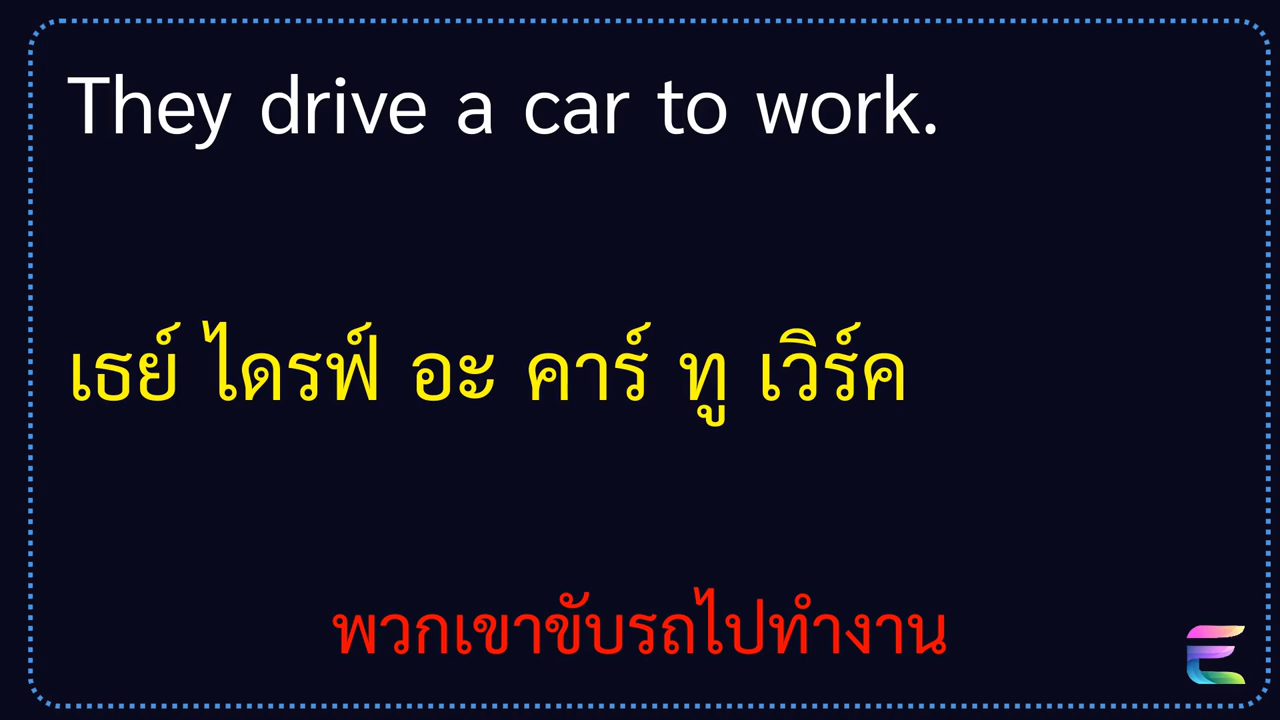 They drive a car to work.
เธย์ ไดรฟ์ อะ คาร์ ทู เวิร์ค
พวกเขาขับรถไปทำงาน